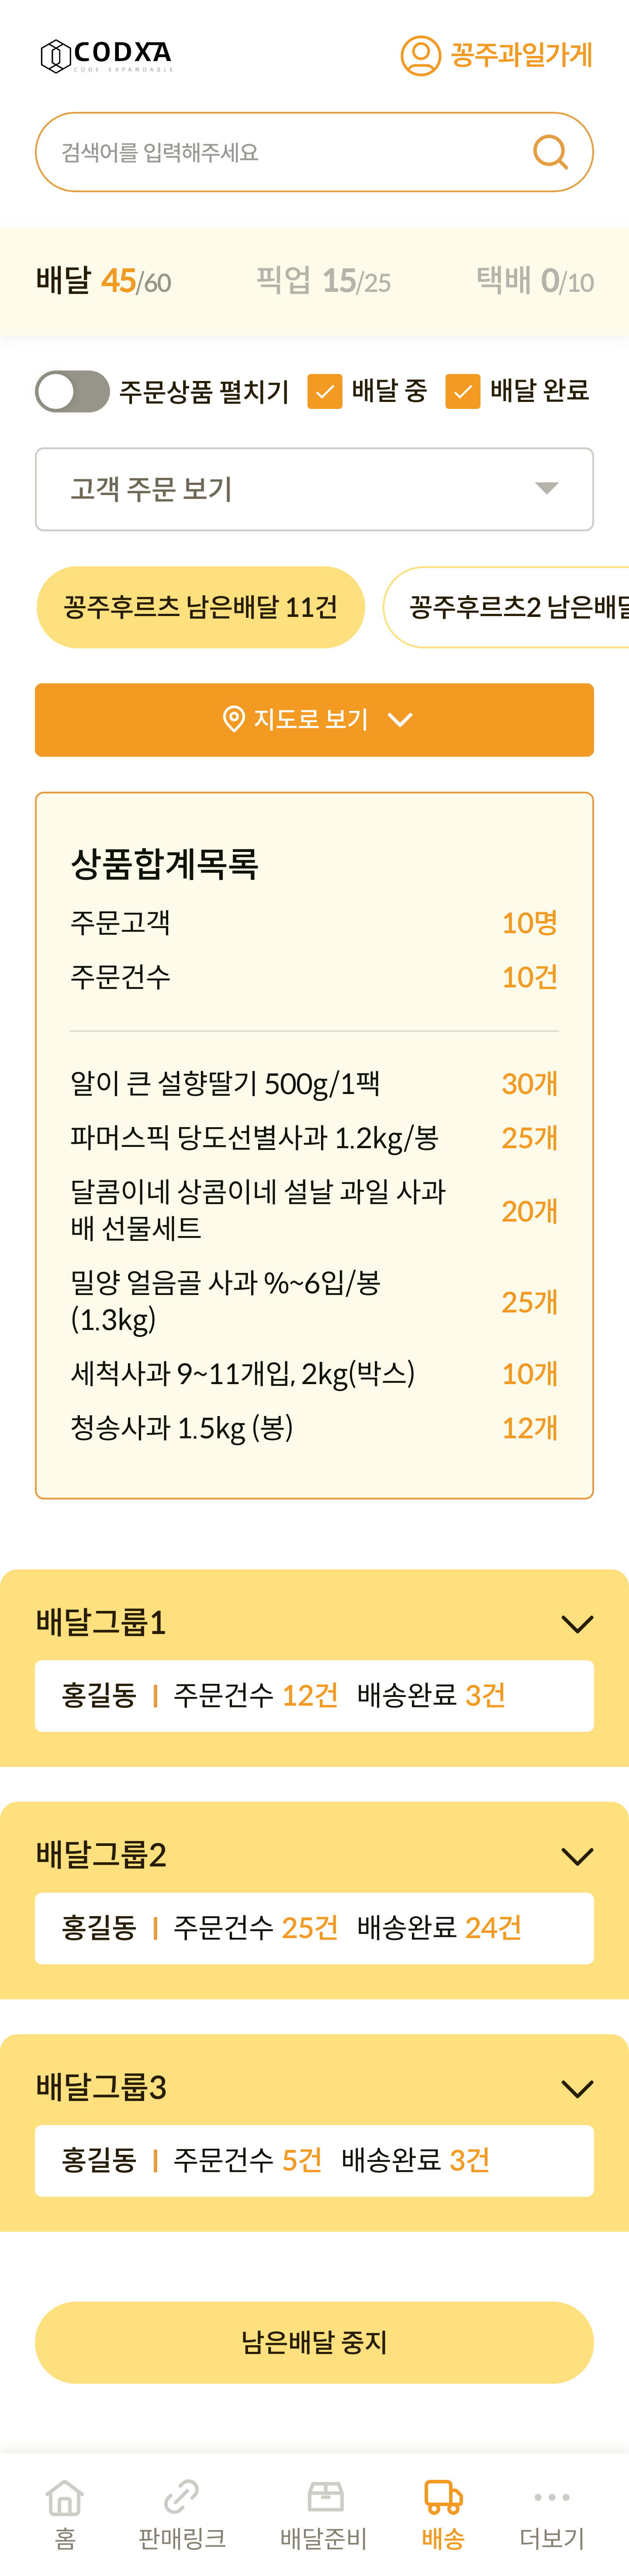 CODXA
CODE EXPANDABLE
꽁주과일가게
검색어를 입력해주세요
배달 45/60 픽업 15/25 택배 0/10
주문상품 펼치기 배달 중 배달 완료
고객 주문 보기
꽁주후르츠 남은배달 11건 꽁주후르츠2 남은배달
지도로 보기
상품합계목록
주문고객 10명
주문건수 10건
알이 큰 설향딸기 500g/1팩 30개
파머스픽 당도선별사과 1.2kg/봉 25개
달콤이네 상콤이네 설날 과일 사과
배 선물세트 20개
밀양 얼음골 사과 %~6입/봉
(1.3kg) 25개
세척사과 9~11개입, 2kg(박스) 10개
청송사과 1.5kg (봉) 12개
배달그룹1
홍길동 | 주문건수 12건 배송완료 3건
배달그룹2
홍길동 | 주문건수 25건 배송완료 24건
배달그룹3
홍길동 | 주문건수 5건 배송완료 3건
남은배달 중지
홈 판매링크 배달준비 배송 더보기